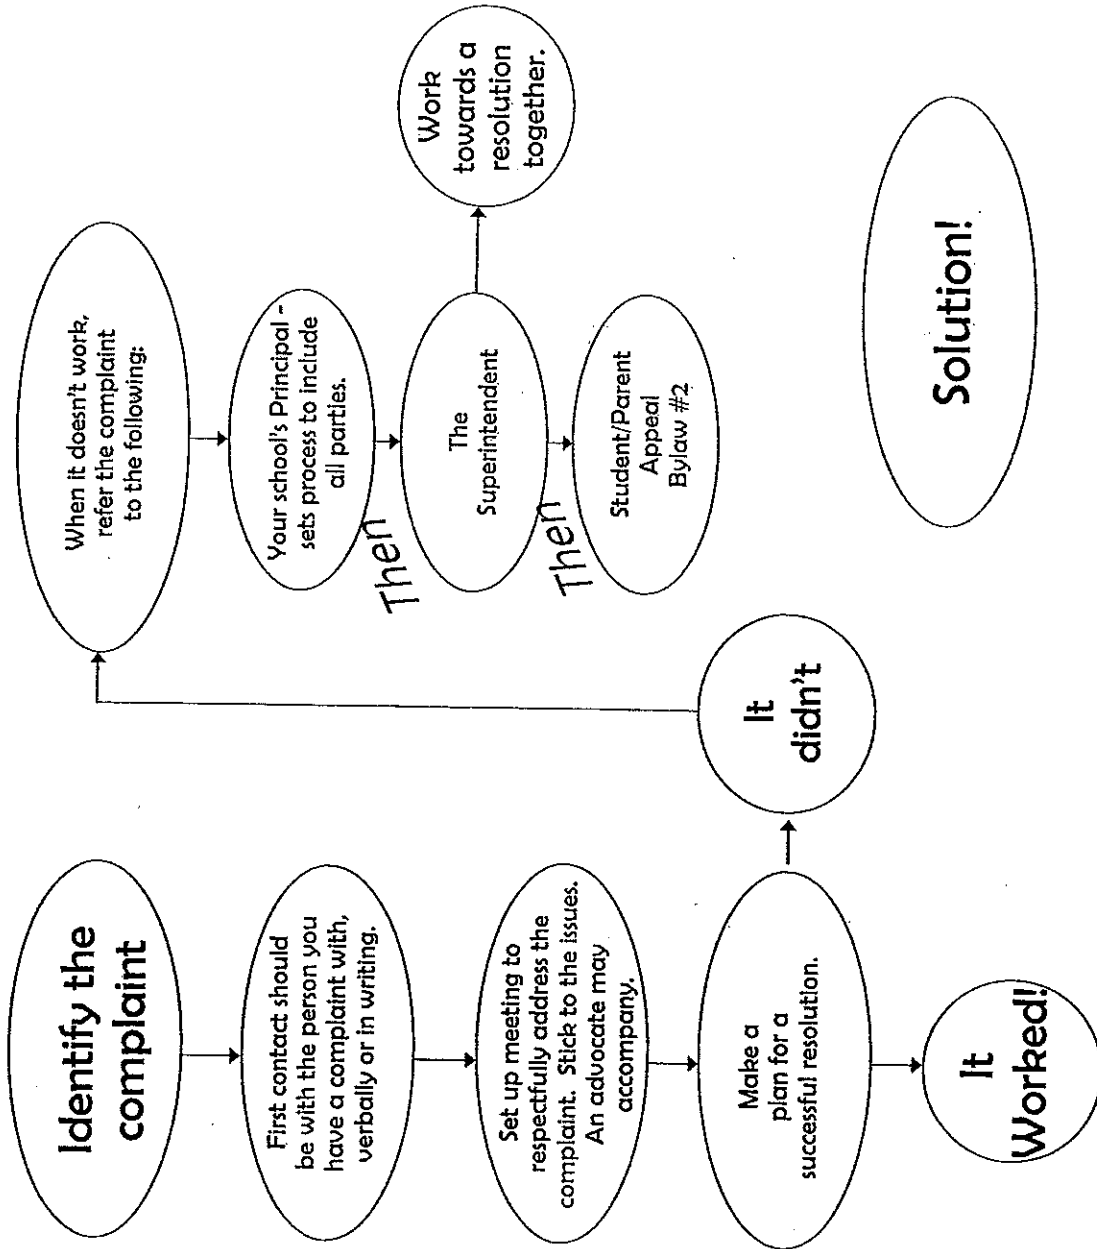 Identify the
complaint
First contact should
be with the person you
have a complaint with,
verbally or in writing.
Set up meeting to
respectfully address the
complaint. Stick to the issues.
An advocate may
accompany.
Make a
plan for a
successful resolution.
It
Worked!
It
didn't
When it doesn't work,
refer the complaint
to the following:
Your school's Principal -
sets process to include
all parties.
Then
The
Superintendent
Work
towards a
resolution
together.
Then
Student/Parent
Appeal
Bylaw #2
Solution!